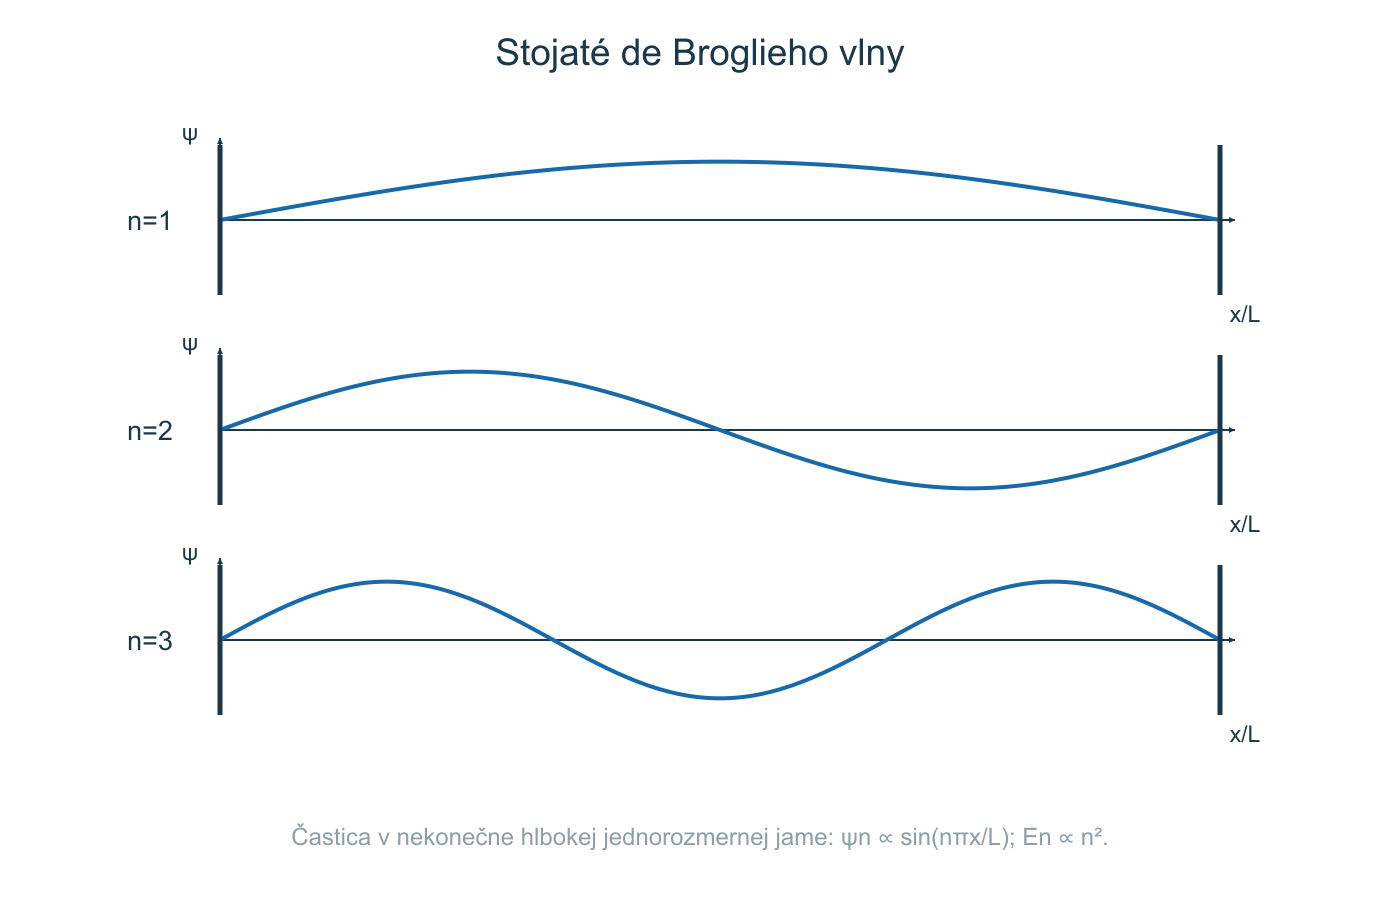 Stojaté de Broglieho vlny
ψ
n=1
x/L
ψ
n=2
x/L
ψ
n=3
x/L
Častica v nekonečne hlbokej jednorozmernej jame: ψn ∝ sin(nπx/L); En ∝ n².